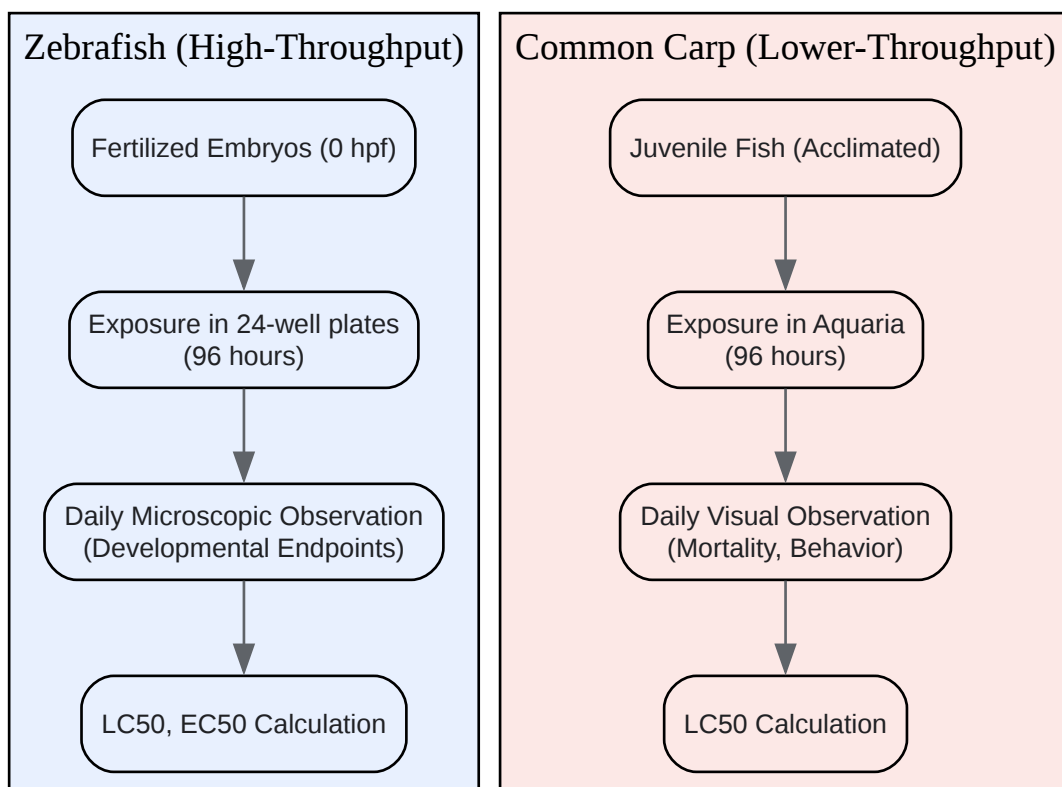 Zebrafish (High-Throughput)
Fertilized Embryos (0 hpf)
Exposure in 24-well plates
(96 hours)
Daily Microscopic Observation
(Developmental Endpoints)
LC50, EC50 Calculation
Common Carp (Lower-Throughput)
Juvenile Fish (Acclimated)
Exposure in Aquaria
(96 hours)
Daily Visual Observation
(Mortality, Behavior)
LC50 Calculation